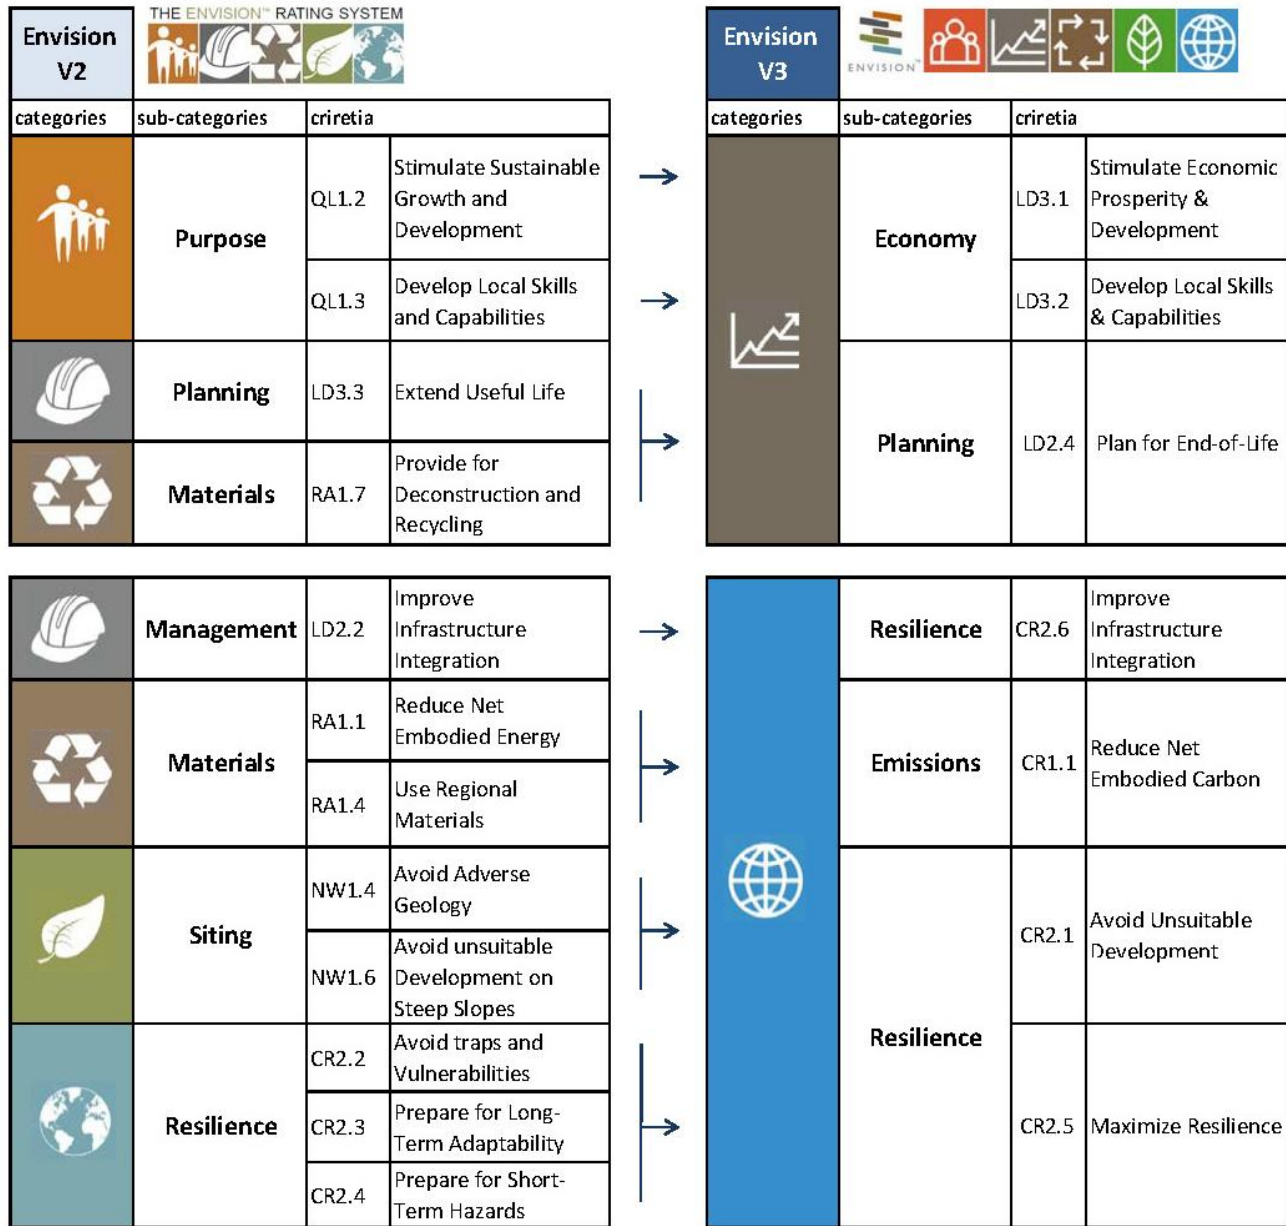 Envision
V2
THE ENVISION™ RATING SYSTEM
categories
sub-categories
criretia
Purpose
QL1.2
Stimulate Sustainable
Growth and
Development
QL1.3
Develop Local Skills
and Capabilities
Planning
LD3.3
Extend Useful Life
Materials
RA1.7
Provide for
Deconstruction and
Recycling
Envision
V3
ENVISION™
categories
sub-categories
criretia
Economy
LD3.1
Stimulate Economic
Prosperity &
Development
LD3.2
Develop Local Skills
& Capabilities
Planning
LD2.4
Plan for End-of-Life
Management
LD2.2
Improve
Infrastructure
Integration
Materials
RA1.1
Reduce Net
Embodied Energy
RA1.4
Use Regional
Materials
Siting
NW1.4
Avoid Adverse
Geology
NW1.6
Avoid unsuitable
Development on
Steep Slopes
Resilience
CR2.2
Avoid traps and
Vulnerabilities
CR2.3
Prepare for Long-
Term Adaptability
CR2.4
Prepare for Short-
Term Hazards
Resilience
CR2.6
Improve
Infrastructure
Integration
Emissions
CR1.1
Reduce Net
Embodied Carbon
Resilience
CR2.1
Avoid Unsuitable
Development
CR2.5
Maximize Resilience